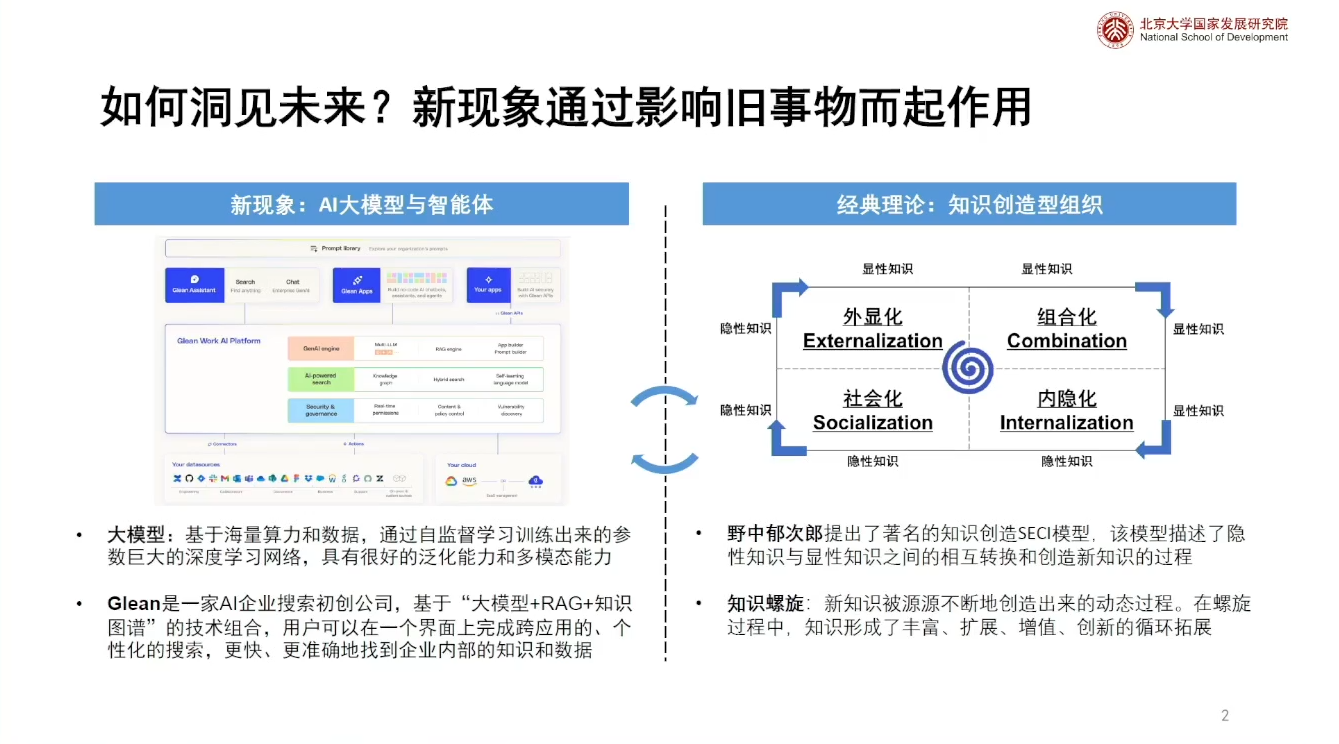 北京大学国家发展研究院
National School of Development
如何洞见未来？新现象通过影响旧事物而起作用
新现象：AI大模型与智能体
Prompt library
Glean Assistant
Search
Chat
Glean Apps
Your apps
Glean APIs
Glean Work AI Platform
GenAI engine
RAG engine
App builder
Prompt builder
AI-powered
search
Knowledge
graph
Hybrid search
Self-learning
language model
Security &
governance
Real-time
permissions
Content &
policy control
Vulnerability
discovery
Connectors
Actions
Your datasources
Your cloud
aws
大模型：基于海量算力和数据，通过自监督学习训练出来的参
数巨大的深度学习网络，具有很好的泛化能力和多模态能力
Glean是一家AI企业搜索初创公司，基于“大模型+RAG+知识
图谱”的技术组合，用户可以在一个界面上完成跨应用的、个
性化的搜索，更快、更准确地找到企业内部的知识和数据
经典理论：知识创造型组织
显性知识
显性知识
隐性知识
外显化
Externalization
组合化
Combination
显性知识
隐性知识
社会化
Socialization
内隐化
Internalization
显性知识
隐性知识
隐性知识
野中郁次郎提出了著名的知识创造SECI模型，该模型描述了隐
性知识与显性知识之间的相互转换和创造新知识的过程
知识螺旋：新知识被源源不断地创造出来的动态过程。在螺旋
过程中，知识形成了丰富、扩展、增值、创新的循环拓展
2